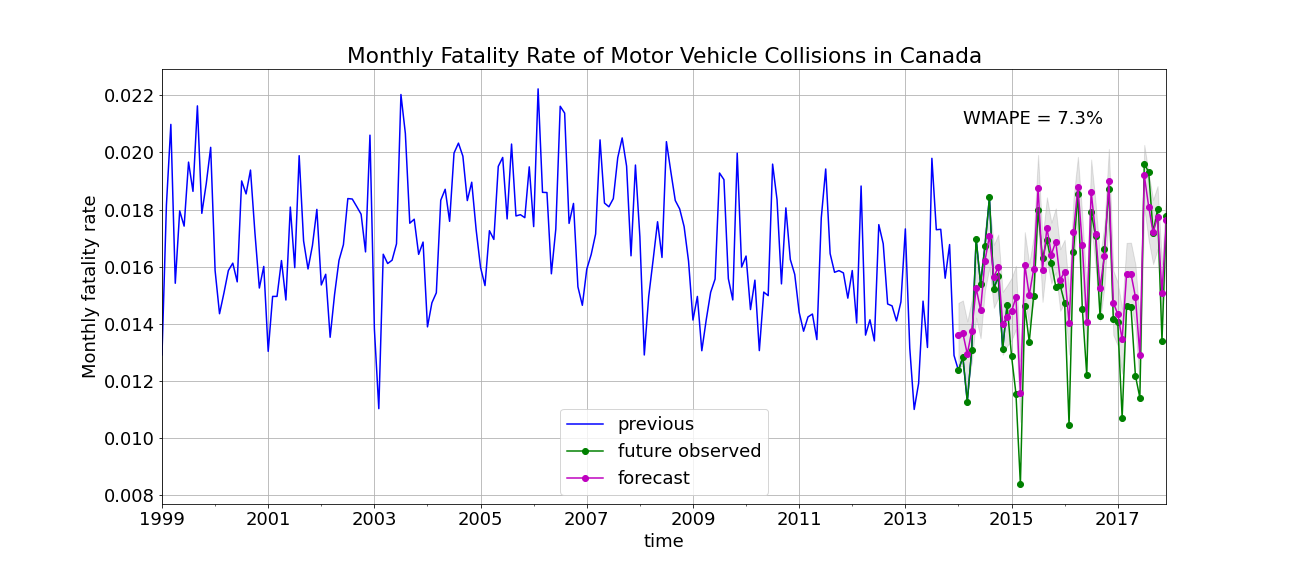 Monthly Fatality Rate of Motor Vehicle Collisions in Canada
WMAPE = 7.3%
Monthly fatality rate
0.022
0.020
0.018
0.016
0.014
0.012
0.010
0.008
previous
future observed
forecast
1999 2001 2003 2005 2007 2009 2011 2013 2015 2017
time